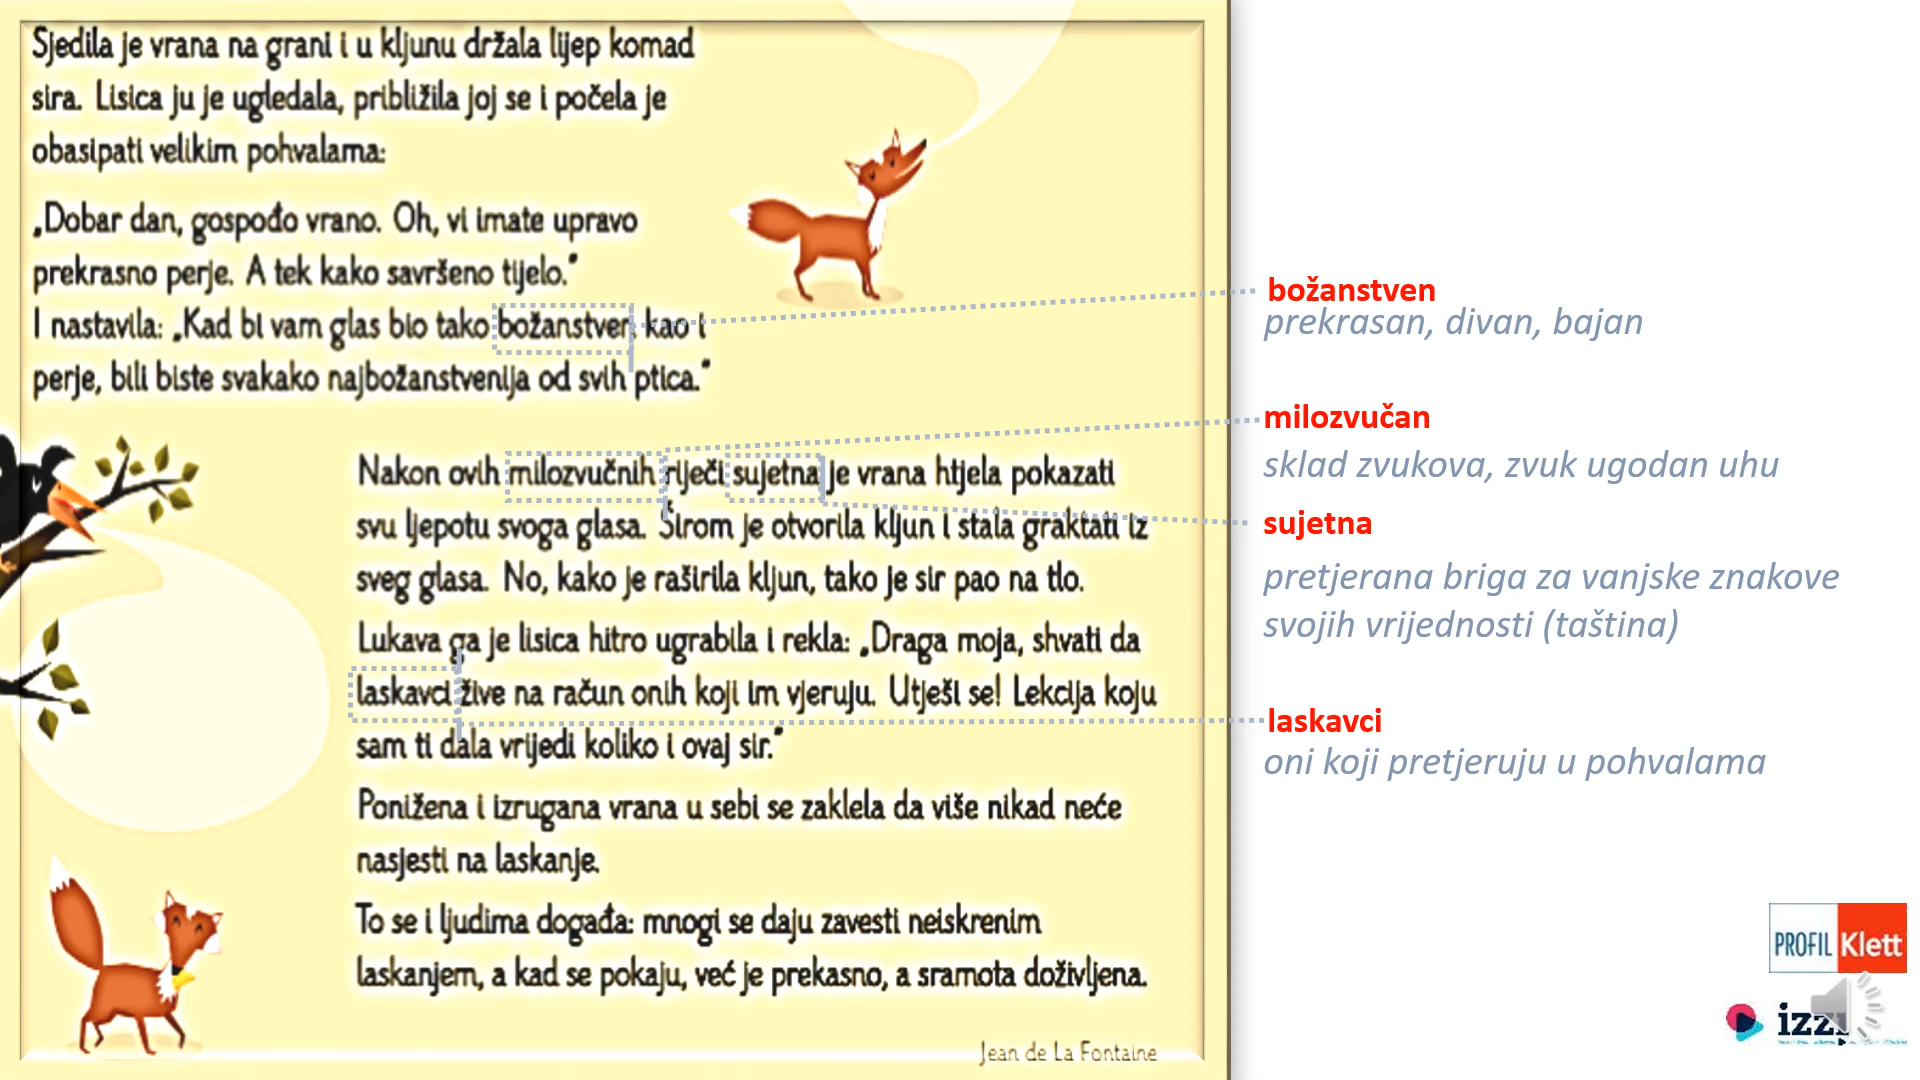 Sjedila je vrana na grani i u kljunu držala lijep komad
sira. Lisica ju je ugledala, približila joj se i počela je
obasipati velikim pohvalama:
„Dobar dan, gospođo vrano. Oh, vi imate upravo
prekrasno perje. A tek kako savršeno tijelo.”
I nastavila: „Kad bi vam glas bio tako božanstven, kao i
perje, bili biste svakako najbožanstvenija od svih ptica.”
Nakon ovih milozvučnih riječi sujetna je vrana htjela pokazati
svu ljepotu svoga glasa. Širom je otvorila kljun i stala graktati iz
sveg glasa. No, kako je raširila kljun, tako je sir pao na tlo.
Lukava ga je lisica hitro ugrabila i rekla: „Draga moja, shvati da
laskavci žive na račun onih koji im vjeruju. Utješi se! Lekcija koju
sam ti dala vrijedi koliko i ovaj sir.”
Ponižena i izrugana vrana u sebi se zaklela da više nikad neće
nasjesti na laskanje.
To se i ljudima događa: mnogi se daju zavesti neiskrenim
laskanjem, a kad se pokaju, već je prekasno, a sramota doživljena.
Jean de La Fontaine
božanstven
prekrasan, divan, bajan
milozvučan
sklad zvukova, zvuk ugodan uhu
sujetna
pretjerana briga za vanjske znakove
svojih vrijednosti (taština)
laskavci
oni koji pretjeruju u pohvalama
PROFIL Klett
izzi